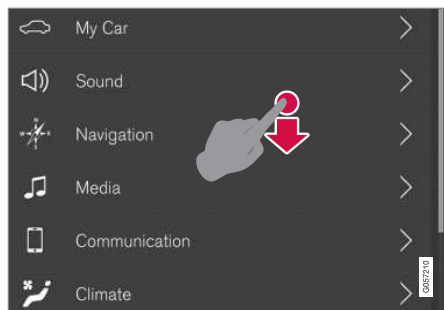 My Car
Sound
N
W E
S
Navigation
Media
Communication
Climate
G057210